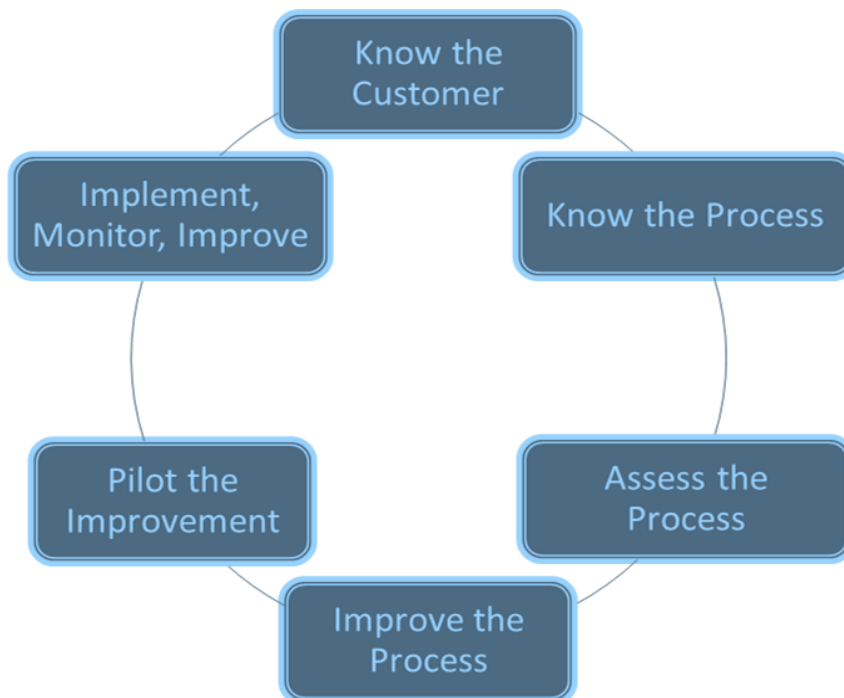 Know the
Customer
Know the Process
Assess the
Process
Improve the
Process
Pilot the
Improvement
Implement,
Monitor, Improve